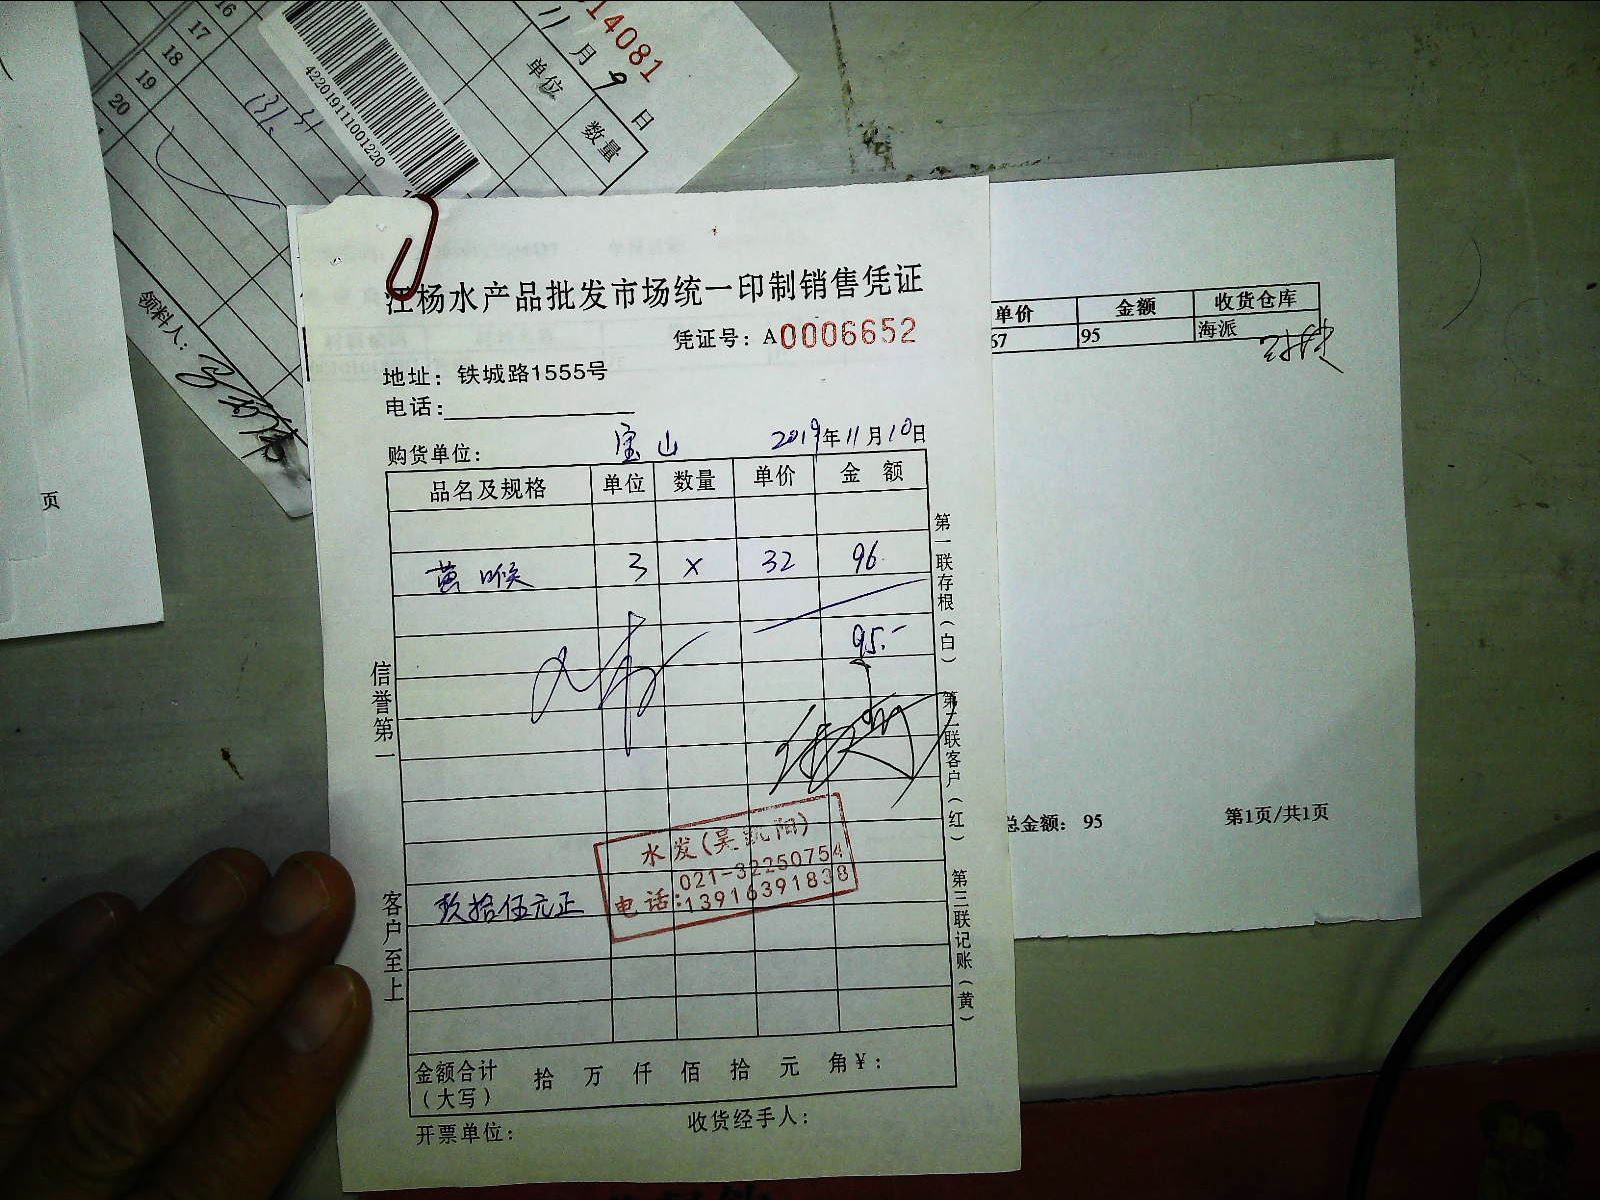 16
17
18
19
20
131.31
4220191111001220
14081
11月9日
单位
数量
领料人：
页
江杨水产品批发市场统一印制销售凭证
凭证号：A0006652
地址：铁城路1555号
电话：
购货单位： 宝山 2019年11月10日
品名及规格 单位 数量 单价 金额
黄喉 3 × 32 96
95.-
水发(吴凯阳)
021-32250754
电话:13916391838
玖拾伍元正
金额合计（大写） 拾 万 仟 佰 拾 元 角￥：
开票单位： 收货经手人：
信誉第一
客户至上
第一联存根（白） 第二联客户（红） 第三联记账（黄）
单价 金额 收货仓库
67 95 海派
总金额： 95 第1页/共1页